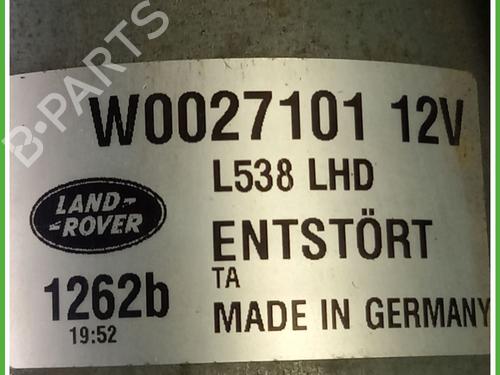 B-PARTS
W0027101 12V
L538 LHD
LAND-
ROVER
ENTSTÖRT
TA
1262b
MADE IN GERMANY
19:52